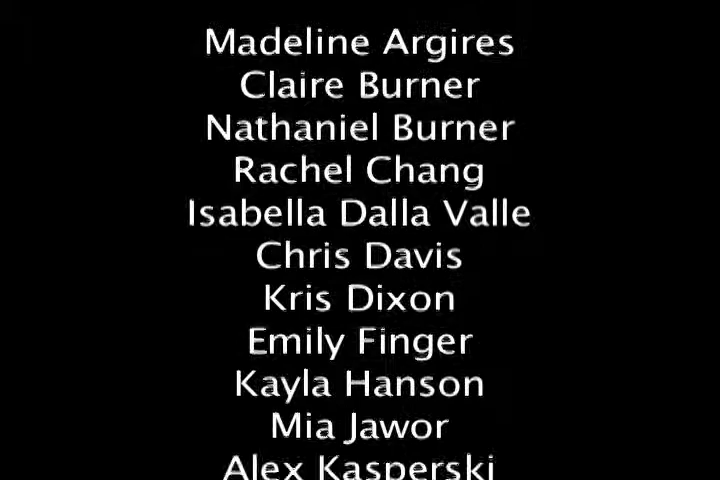 Madeline Argires
Claire Burner
Nathaniel Burner
Rachel Chang
Isabella Dalla Valle
Chris Davis
Kris Dixon
Emily Finger
Kayla Hanson
Mia Jawor
Alex Kasperski